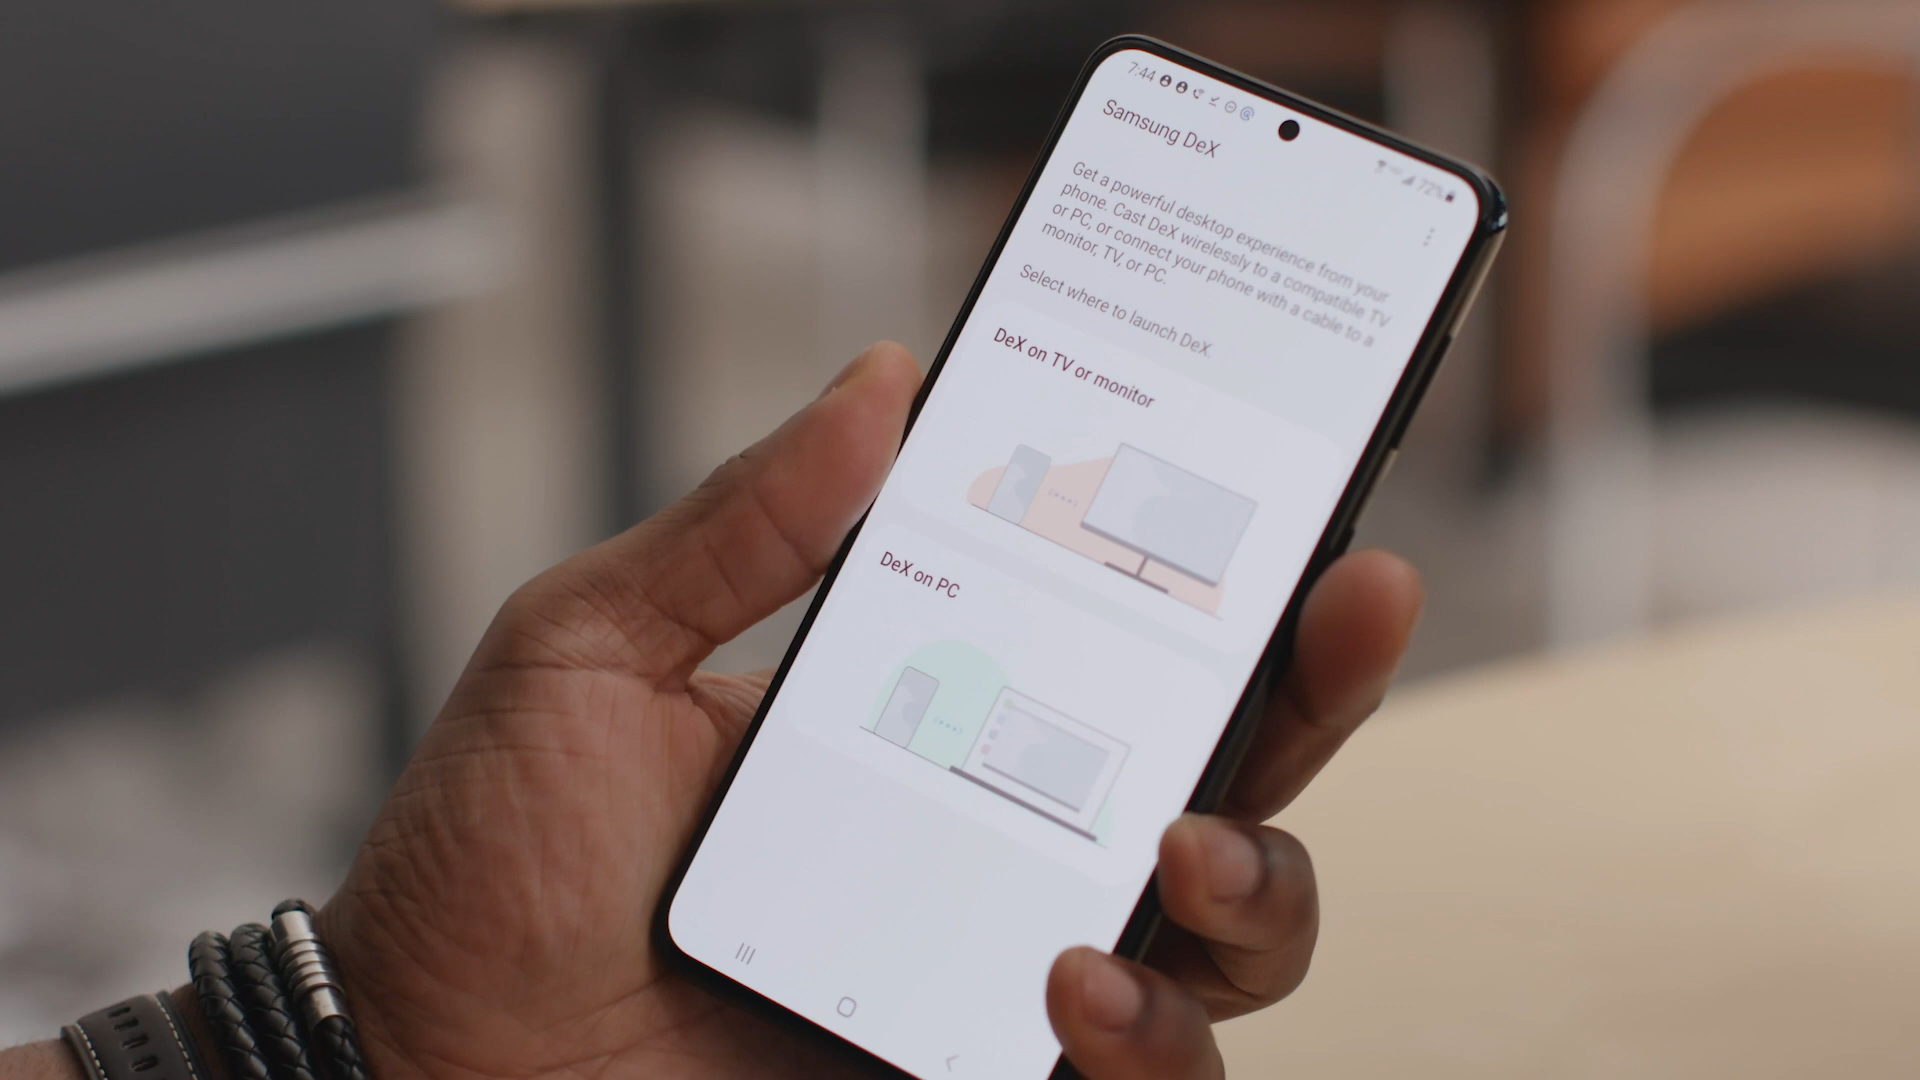 7:44
72%
Samsung DeX
Get a powerful desktop experience from your
phone. Cast DeX wirelessly to a compatible TV
or PC, or connect your phone with a cable to a
monitor, TV, or PC.
Select where to launch DeX.
DeX on TV or monitor
DeX on PC